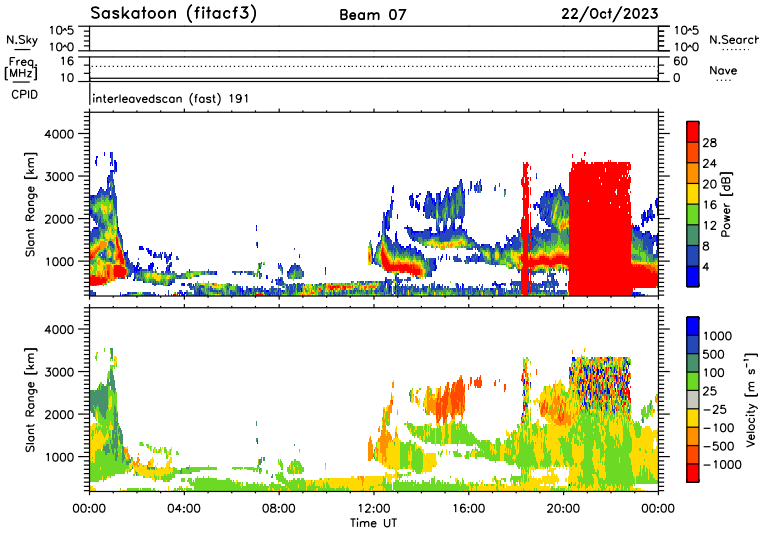 Saskatoon (fitacf3) Beam 07 22/Oct/2023
10^5 10^5
N.Sky N.Search
10^0 10^0
Freq. 16 60
[MHz] Nave
10 0
CPID interleavedscan (fast) 191
4000
3000
2000
1000
Slant Range [km]
28
24
20
16
12
8
4
Power [dB]
4000
3000
2000
1000
Slant Range [km]
1000
500
100
25
-25
-100
-500
-1000
Velocity [m s^-1]
00:00 04:00 08:00 12:00 16:00 20:00 00:00
Time UT